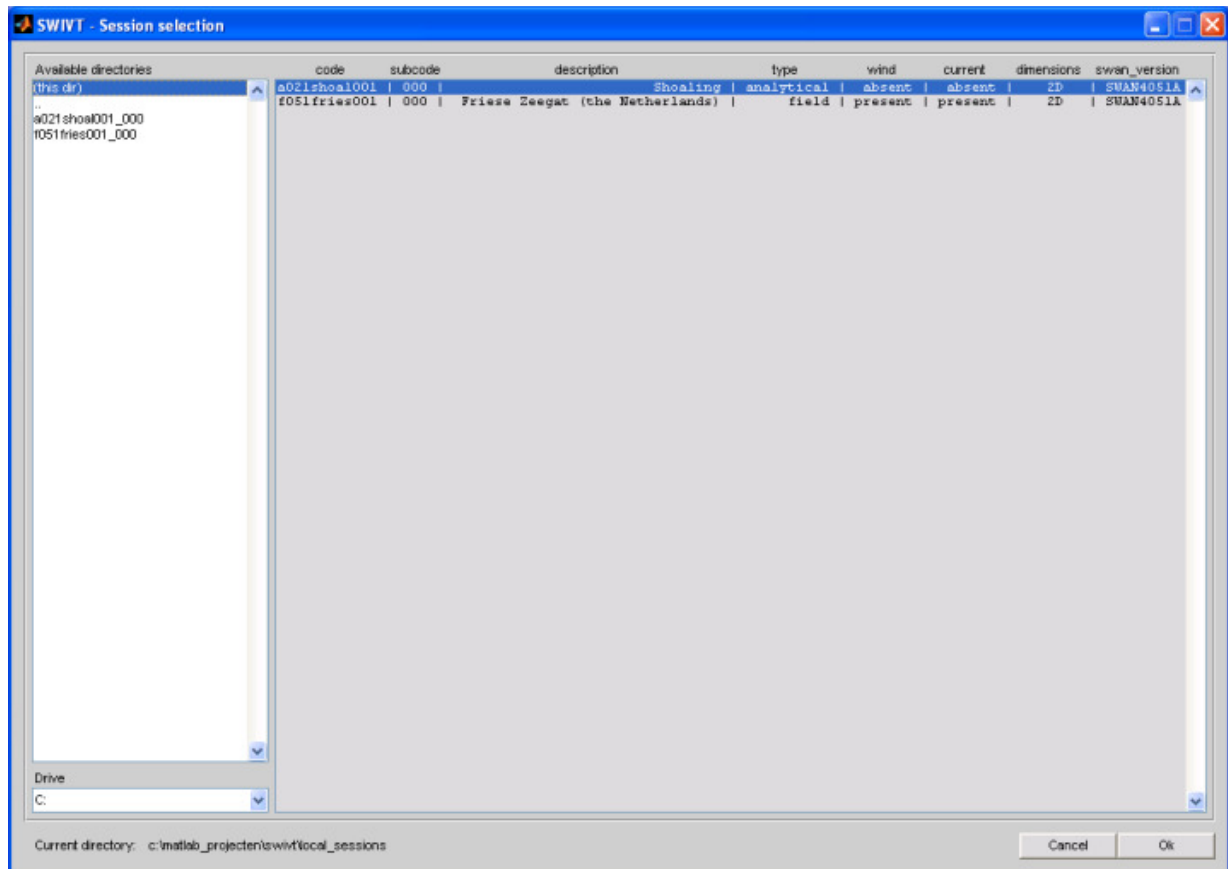 SWIVT - Session selection
Available directories
code subcode description type wind current dimensions swan_version
(this dir)
..
a021shoal001_000
f051fries001_000
a021shoal001 | 000 | Shoaling | analytical | absent | absent | 2D | SWAN4051A
f051fries001 | 000 | Friese Zeegat (the Netherlands) | field | present | present | 2D | SWAN4051A
Drive
C:
Current directory: c:\matlab_projecten\swivt\local_sessions
Cancel Ok